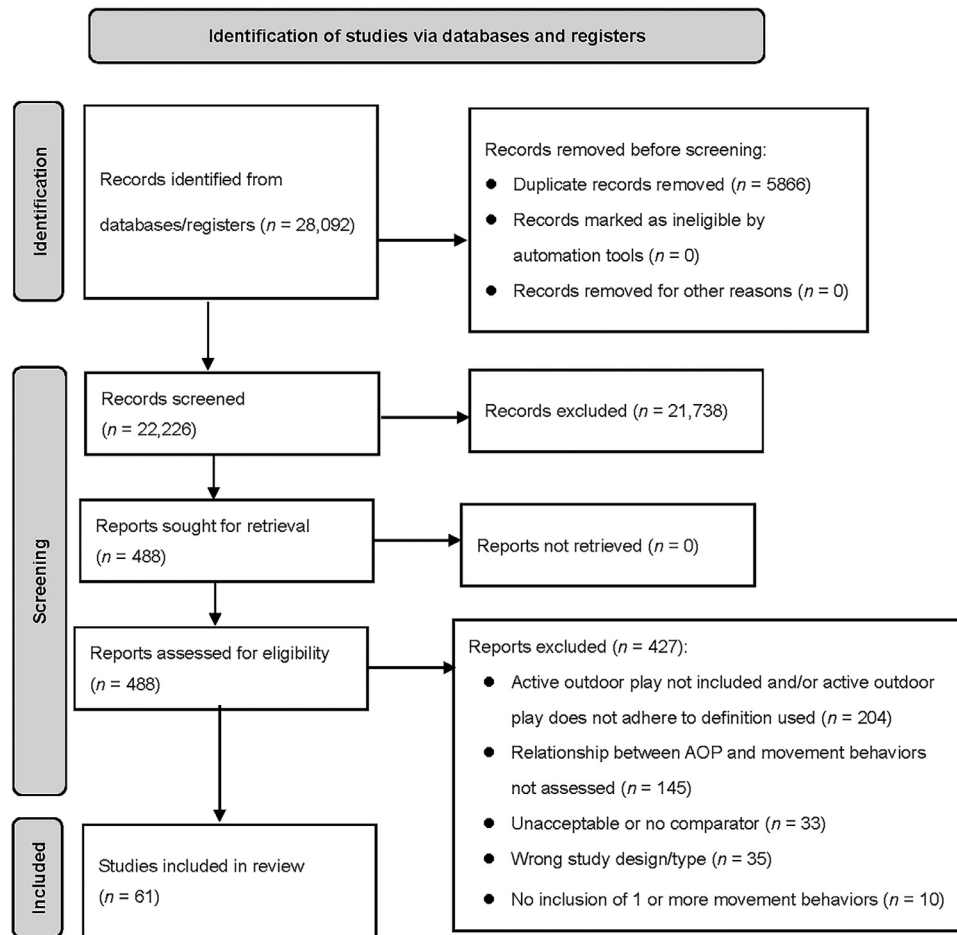 Identification of studies via databases and registers
Identification
Records identified from
databases/registers (n = 28,092)
Records removed before screening:
● Duplicate records removed (n = 5866)
● Records marked as ineligible by
automation tools (n = 0)
● Records removed for other reasons (n = 0)
Screening
Records screened
(n = 22,226)
Records excluded (n = 21,738)
Reports sought for retrieval
(n = 488)
Reports not retrieved (n = 0)
Reports assessed for eligibility
(n = 488)
Reports excluded (n = 427):
● Active outdoor play not included and/or active outdoor
play does not adhere to definition used (n = 204)
● Relationship between AOP and movement behaviors
not assessed (n = 145)
● Unacceptable or no comparator (n = 33)
● Wrong study design/type (n = 35)
● No inclusion of 1 or more movement behaviors (n = 10)
Included
Studies included in review
(n = 61)